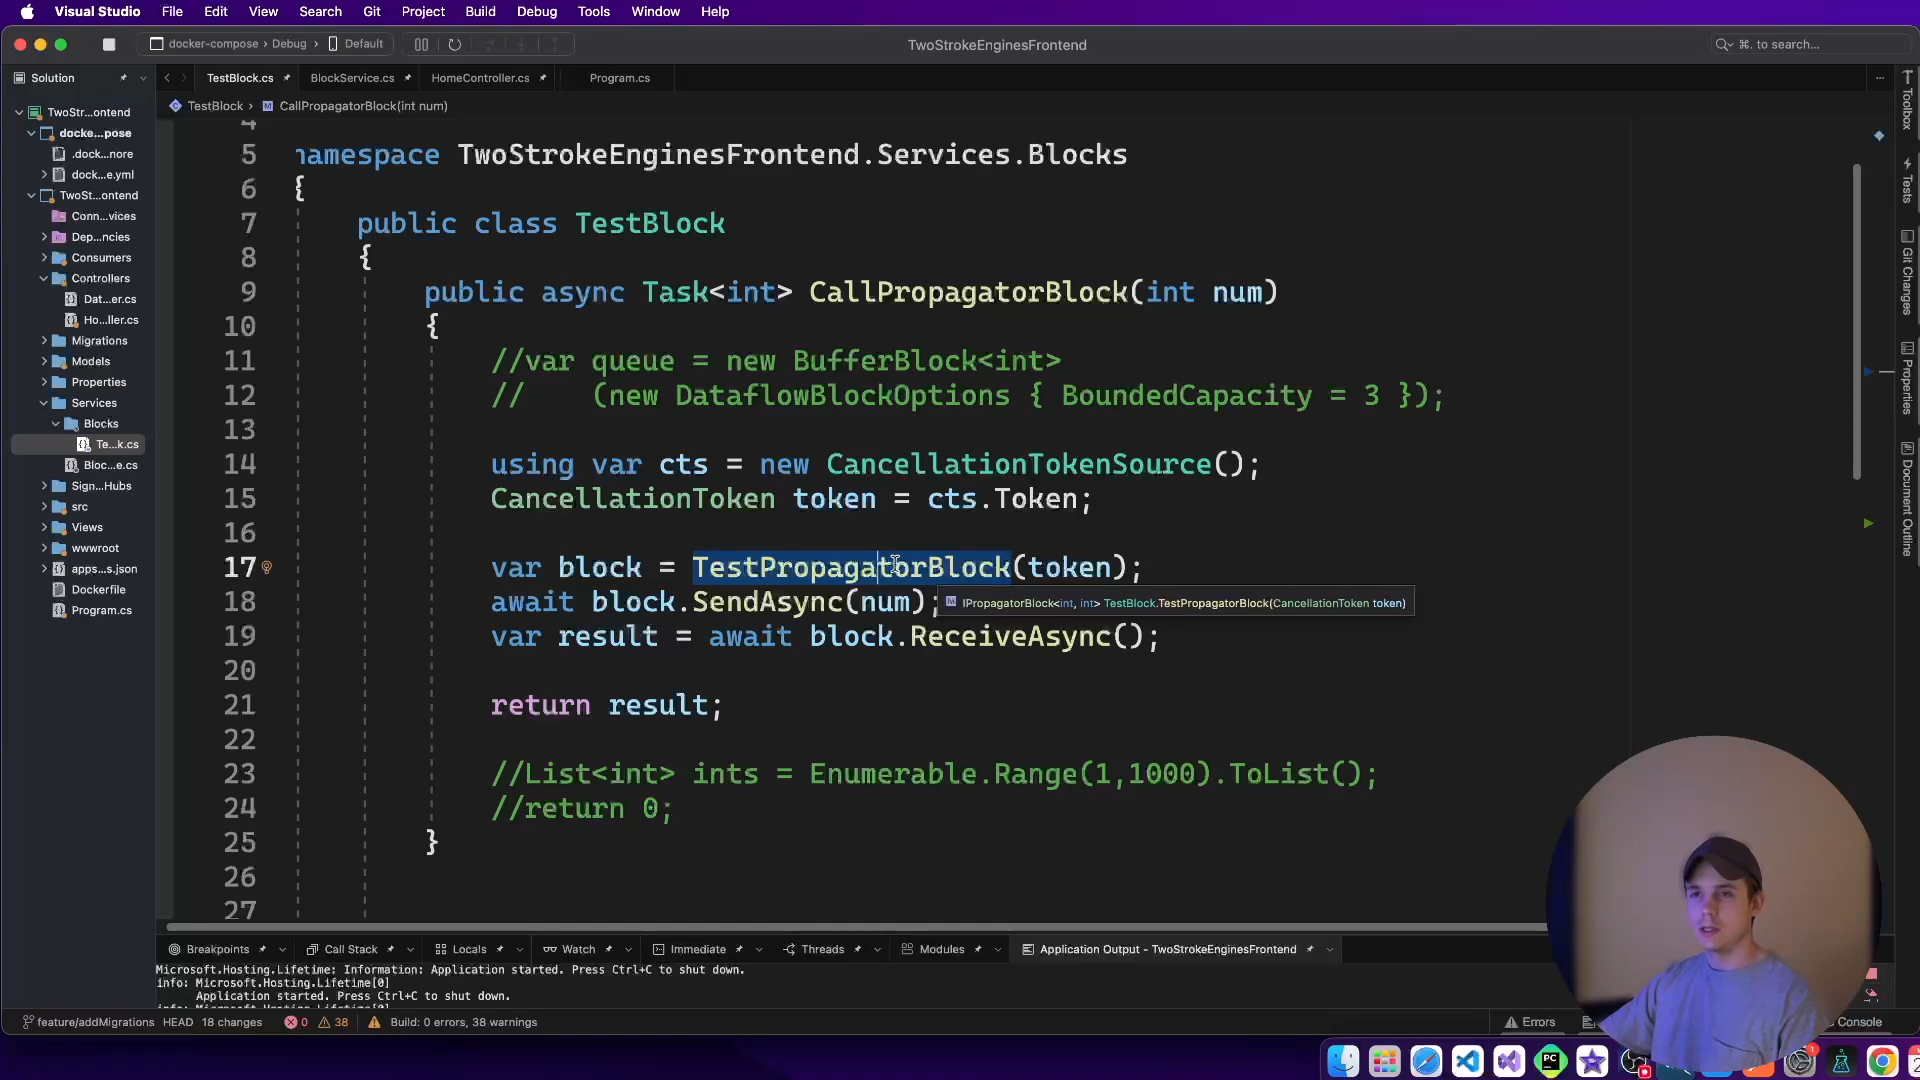 Visual Studio File Edit View Search Git Project Build Debug Tools Window Help
docker-compose › Debug › Default
TwoStrokeEnginesFrontend
⌘. to search...
Solution
TestBlock.cs
BlockService.cs
HomeController.cs
Program.cs
TestBlock › CallPropagatorBlock(int num)
TwoStr...ontend
docke...pose
.dock...nore
dock...e.yml
TwoSt...ontend
Conn...vices
Dep...ncies
Consumers
Controllers
Dat...er.cs
Ho...ller.cs
Migrations
Models
Properties
Services
Blocks
Te...k.cs
Bloc...e.cs
Sign...Hubs
src
Views
wwwroot
apps...s.json
Dockerfile
Program.cs
4
5 namespace TwoStrokeEnginesFrontend.Services.Blocks
6 {
7 public class TestBlock
8 {
9 public async Task<int> CallPropagatorBlock(int num)
10 {
11 //var queue = new BufferBlock<int>
12 // (new DataflowBlockOptions { BoundedCapacity = 3 });
13
14 using var cts = new CancellationTokenSource();
15 CancellationToken token = cts.Token;
16
17 var block = TestPropagatorBlock(token);
18 await block.SendAsync(num);
IPropagatorBlock<int, int> TestBlock.TestPropagatorBlock(CancellationToken token)
19 var result = await block.ReceiveAsync();
20
21 return result;
22
23 //List<int> ints = Enumerable.Range(1,1000).ToList();
24 //return 0;
25 }
26
27
Toolbox
Tests
Git Changes
Properties
Document Outline
Breakpoints
Call Stack
Locals
Watch
Immediate
Threads
Modules
Application Output - TwoStrokeEnginesFrontend
Microsoft.Hosting.Lifetime: Information: Application started. Press Ctrl+C to shut down.
info: Microsoft.Hosting.Lifetime[0]
Application started. Press Ctrl+C to shut down.
feature/addMigrations HEAD 18 changes 0 38 Build: 0 errors, 38 warnings
Errors
Console
PC